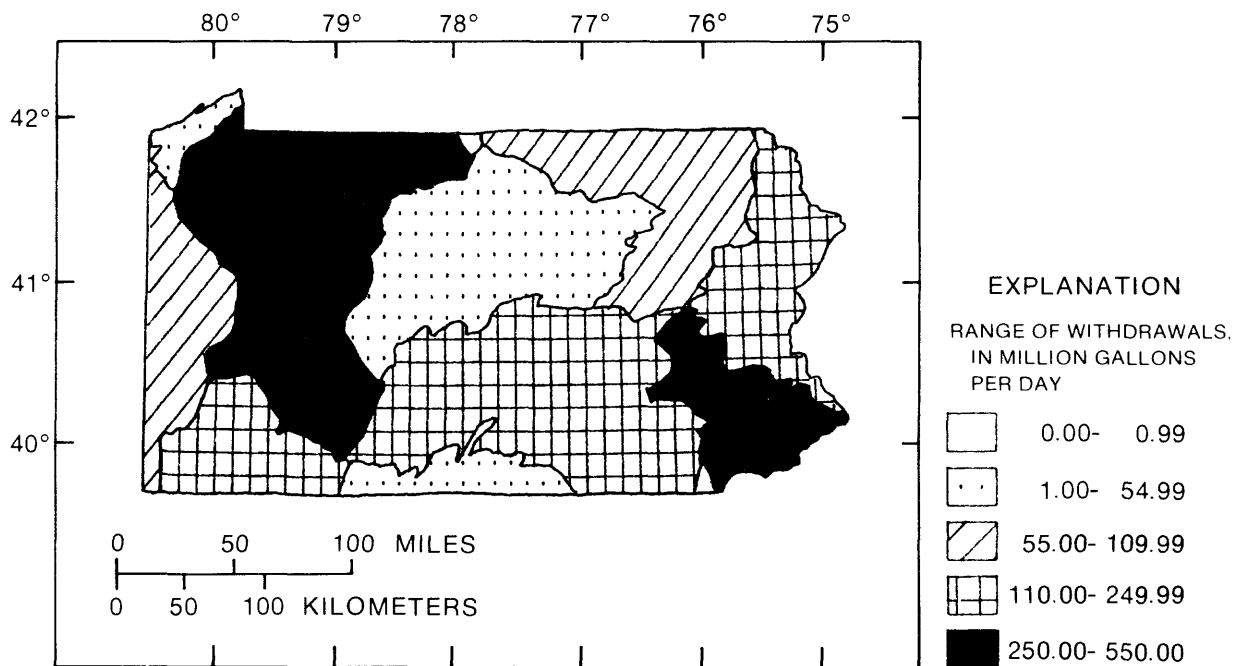 80° 79° 78° 77° 76° 75°
42°
41°
40°
0 50 100 MILES
0 50 100 KILOMETERS
EXPLANATION
RANGE OF WITHDRAWALS,
IN MILLION GALLONS
PER DAY
0.00- 0.99
1.00- 54.99
55.00- 109.99
110.00- 249.99
250.00- 550.00